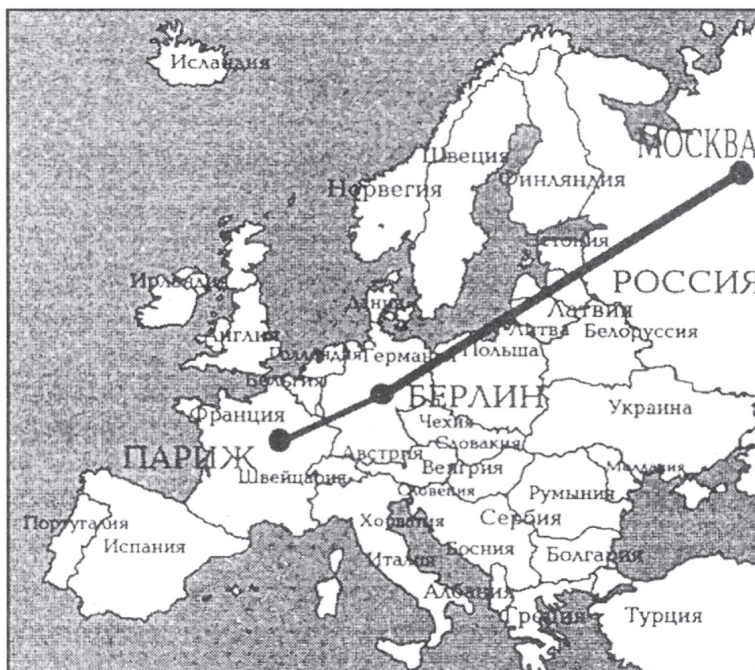 Исландия
МОСКВА
Швеция
Норвегия
Финляндия
Эстония
Ирландия
РОССИЯ
Дания
Латвия
Англия
Литва
Белоруссия
Голландия
Польша
Бельгия
БЕРЛИН
Франция
Украина
Чехия
Словакия
ПАРИЖ
Австрия
Венгрия
Швейцария
Молдавия
Словения
Румыния
Португалия
Хорватия
Сербия
Испания
Босния
Болгария
Италия
Албания
Греция
Турция